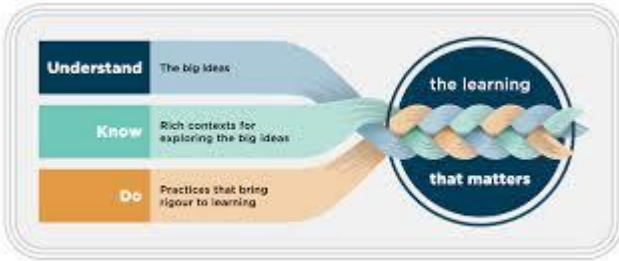 Understand
The big ideas
Know
Rich contexts for
exploring the big ideas
Do
Practices that bring
rigour to learning
the learning
that matters